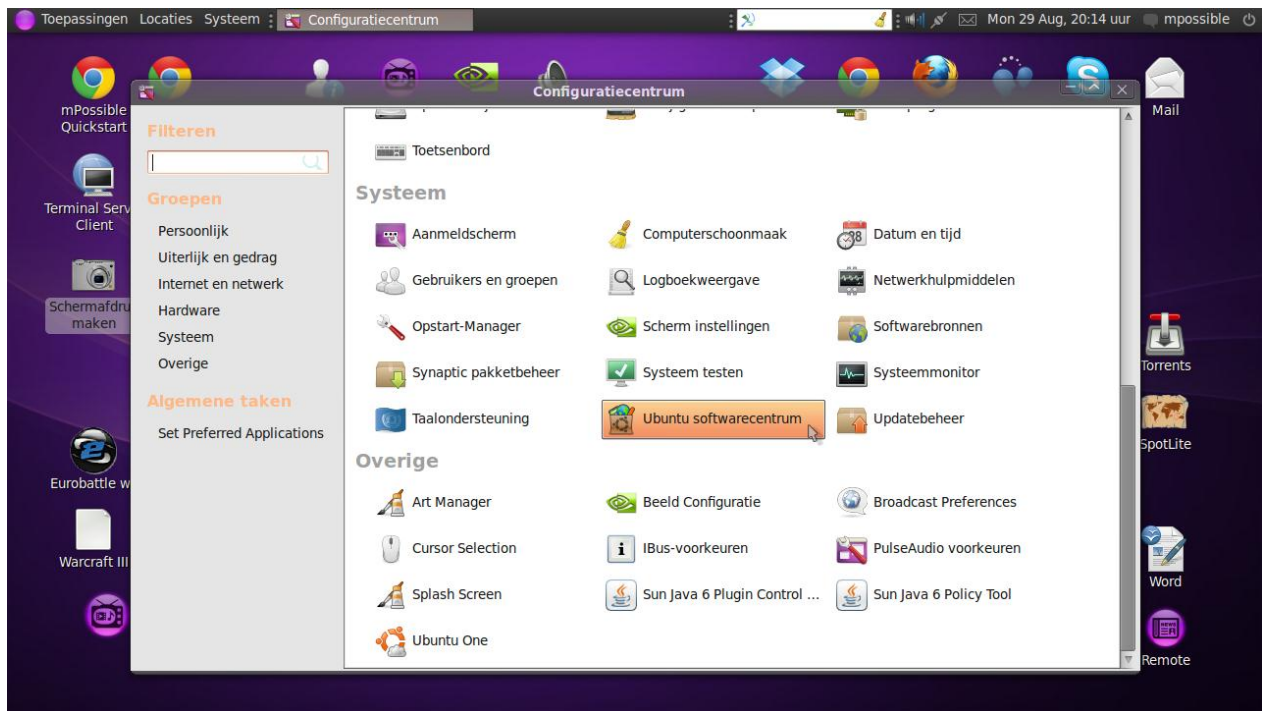 Toepassingen Locaties Systeem Configuratiecentrum Mon 29 Aug, 20:14 uur mpossible
Configuratiecentrum
mPossible
Quickstart
Terminal Serv
Client
Schermafdru
maken
Eurobattle w
Warcraft III
Filteren
Groepen
Persoonlijk
Uiterlijk en gedrag
Internet en netwerk
Hardware
Systeem
Overige
Algemene taken
Set Preferred Applications
Toetsenbord
Systeem
Aanmeldscherm Computerschoonmaak Datum en tijd
Gebruikers en groepen Logboekweergave Netwerkhulpmiddelen
Opstart-Manager Scherm instellingen Softwarebronnen
Synaptic pakketbeheer Systeem testen Systeemmonitor
Taalondersteuning Ubuntu softwarecentrum Updatebeheer
Overige
Art Manager Beeld Configuratie Broadcast Preferences
Cursor Selection IBus-voorkeuren PulseAudio voorkeuren
Splash Screen Sun Java 6 Plugin Control ... Sun Java 6 Policy Tool
Ubuntu One
Mail
Torrents
SpotLite
Word
Remote